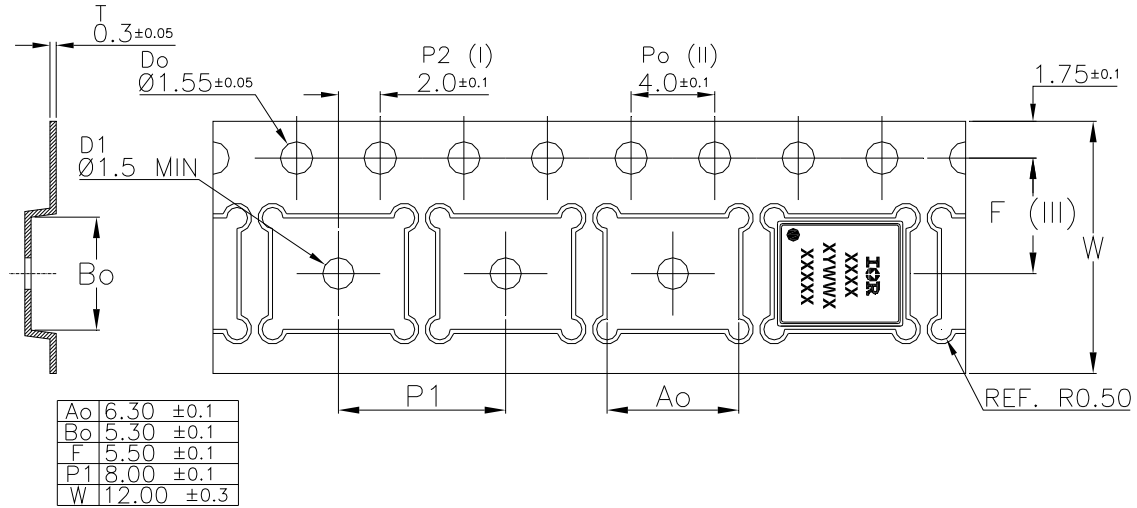 T
0.3±0.05
Do
Ø1.55±0.05
P2 (I)
2.0±0.1
Po (II)
4.0±0.1
1.75±0.1
D1
Ø1.5 MIN
F (III)
W
Bo
IOR
XXXX
XYWWX
XXXXX
P1
Ao
REF. R0.50
Ao 6.30 ±0.1
Bo 5.30 ±0.1
F 5.50 ±0.1
P1 8.00 ±0.1
W 12.00 ±0.3